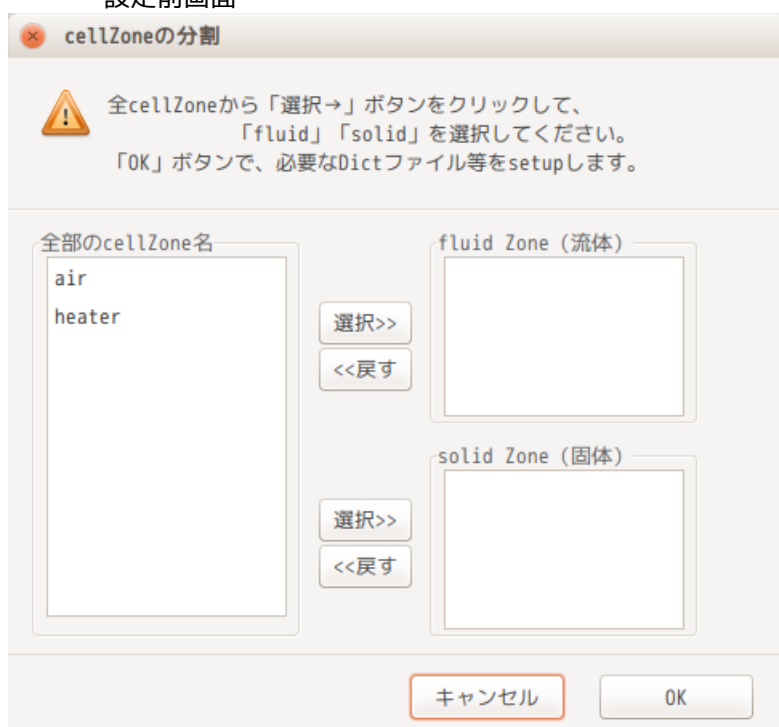 設定前画面
cellZoneの分割
全cellZoneから「選択→」ボタンをクリックして、
「fluid」「solid」を選択してください。
「OK」ボタンで、必要なDictファイル等をsetupします。
全部のcellZone名
air
heater
選択>>
<<戻す
fluid Zone (流体)
選択>>
<<戻す
solid Zone (固体)
キャンセル
OK